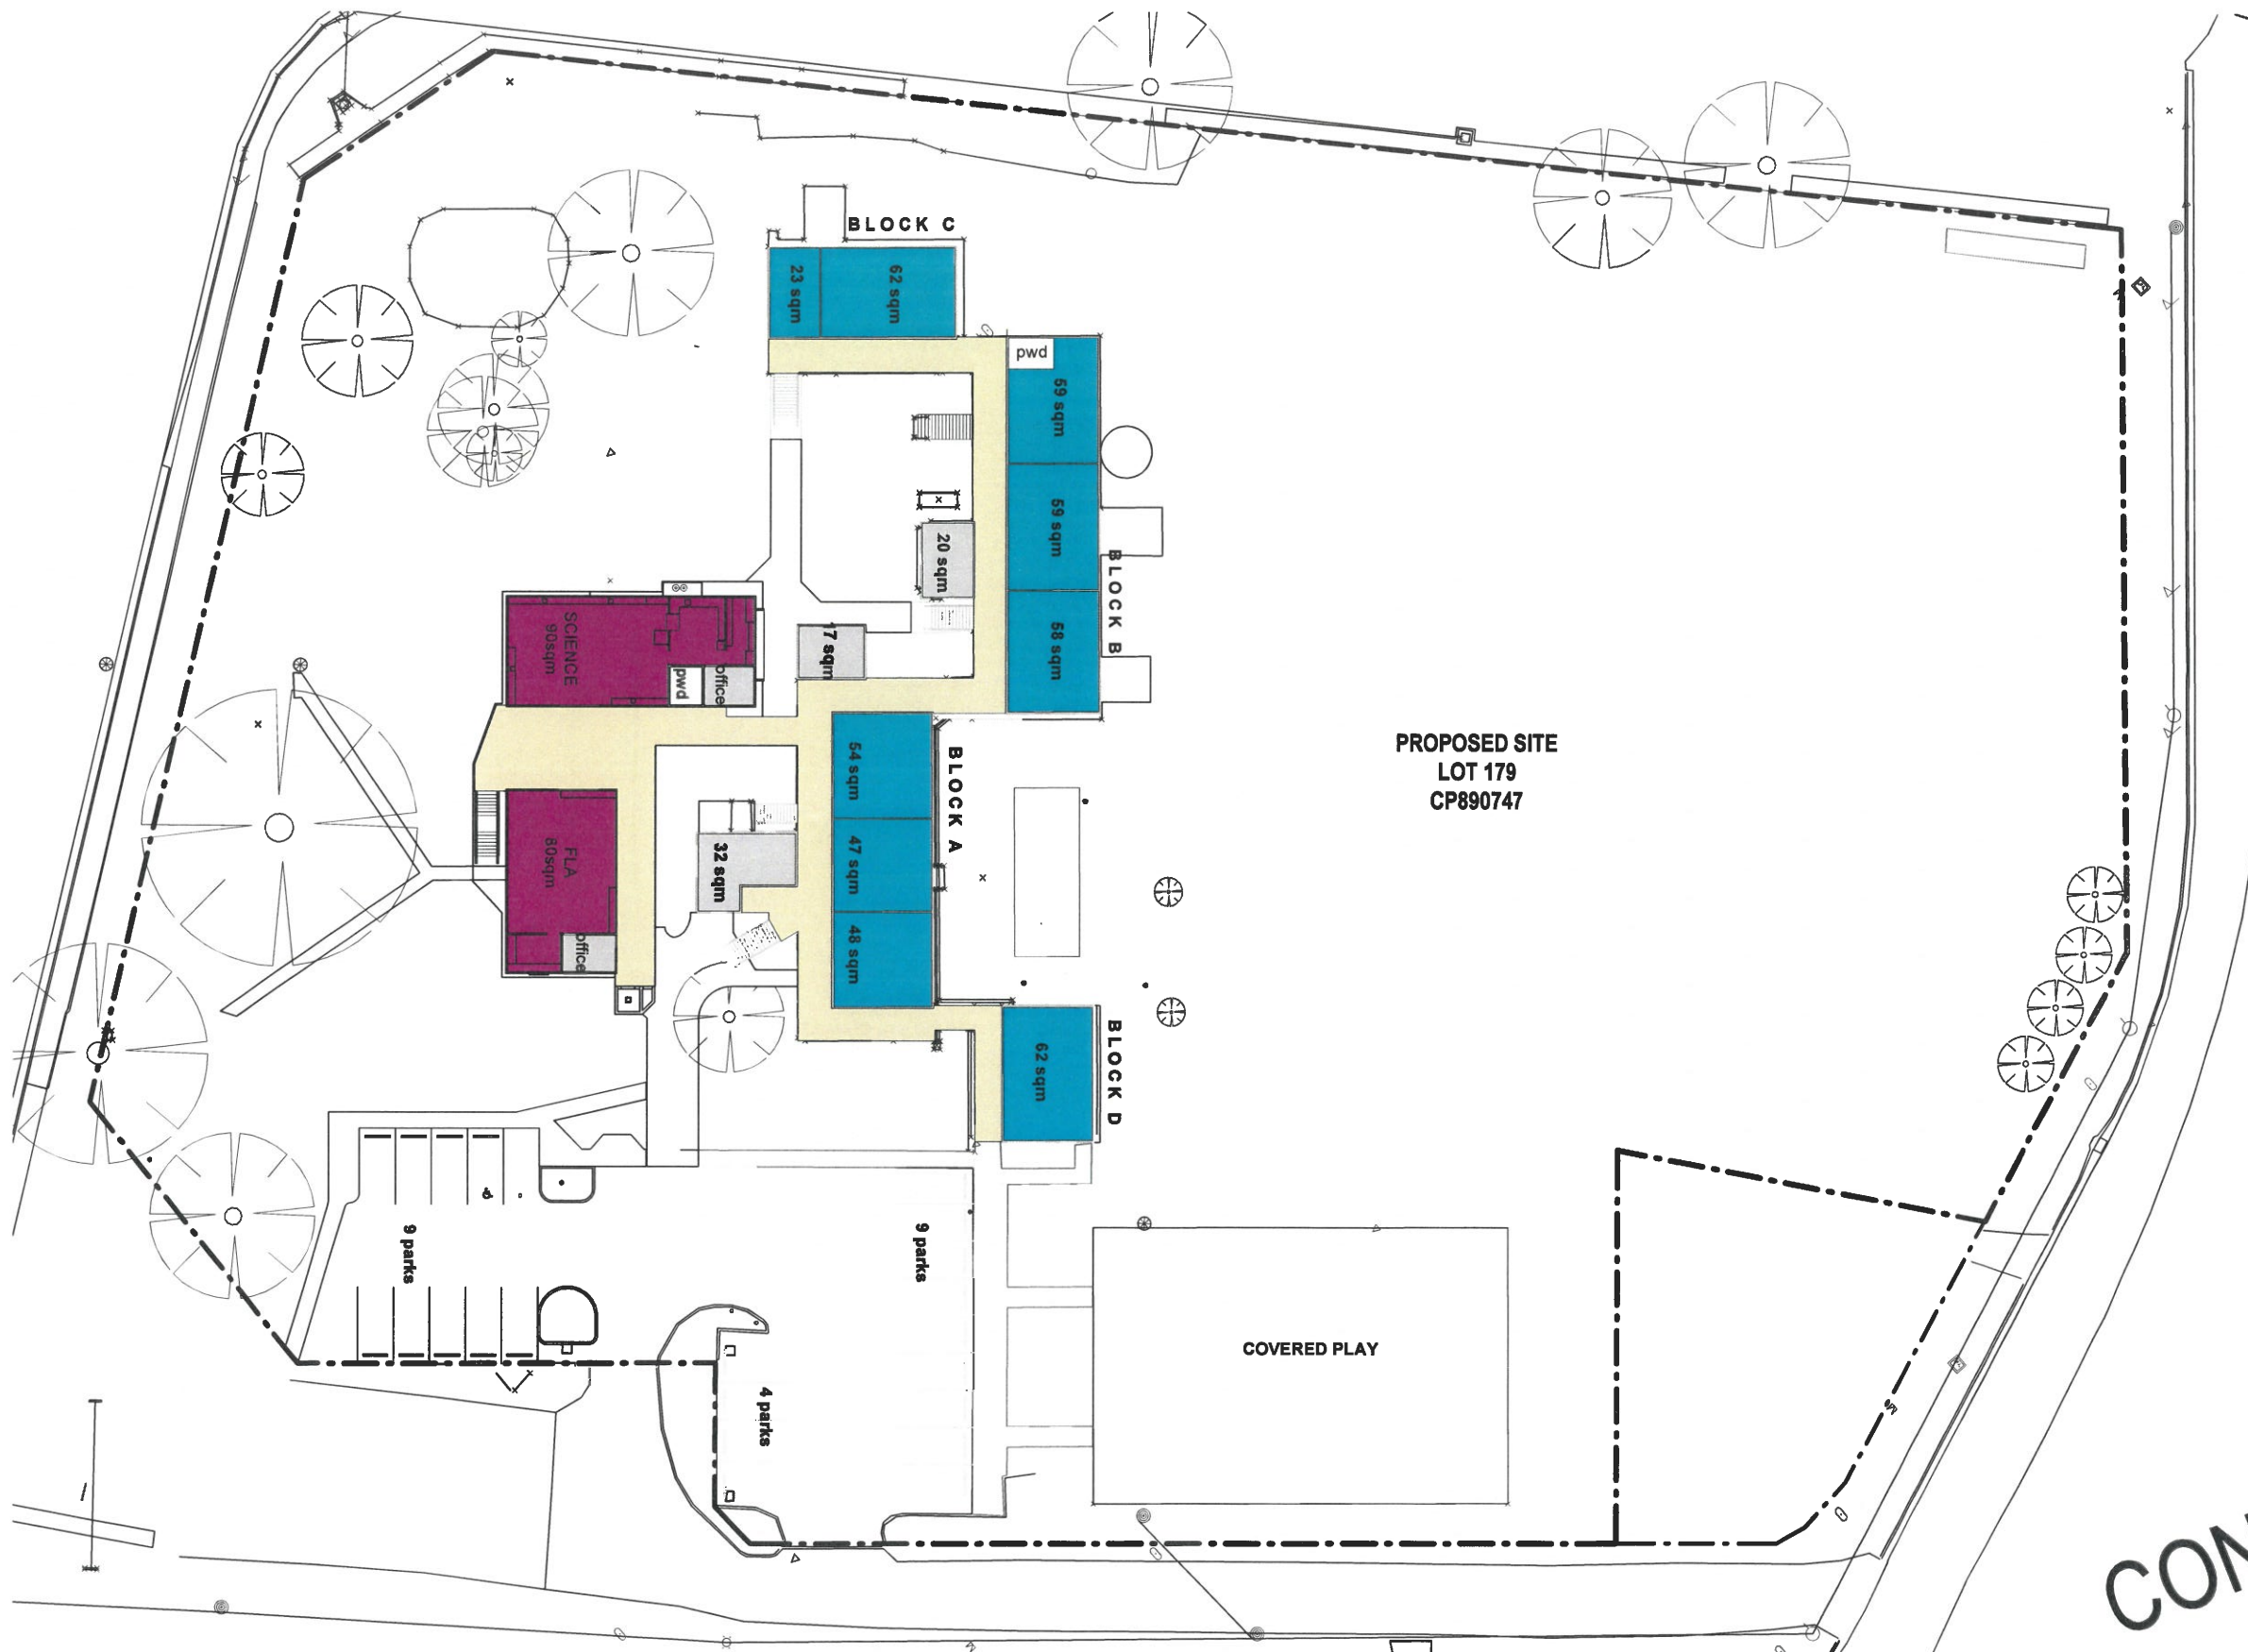 BLOCK C
23 sqm
62 sqm
pwd
59 sqm
59 sqm
58 sqm
BLOCK B
20 sqm
17 sqm
SCIENCE
90sqm
pwd
office
54 sqm
47 sqm
48 sqm
BLOCK A
32 sqm
FLA
80sqm
office
62 sqm
BLOCK D
PROPOSED SITE
LOT 179
CP890747
9 parks
9 parks
4 parks
COVERED PLAY
CON